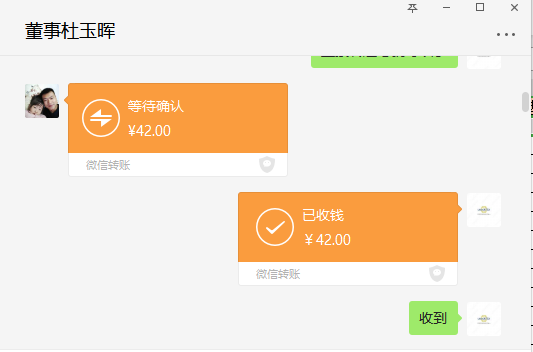 董事杜玉晖
等待确认
¥42.00
微信转账
已收钱
¥42.00
微信转账
收到